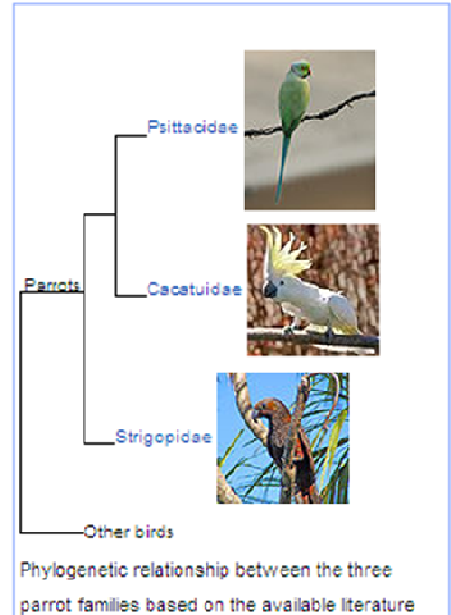 Psittacidae
Parrots
Cacatuidae
Strigopidae
Other birds
Phylogenetic relationship between the three
parrot families based on the available literature